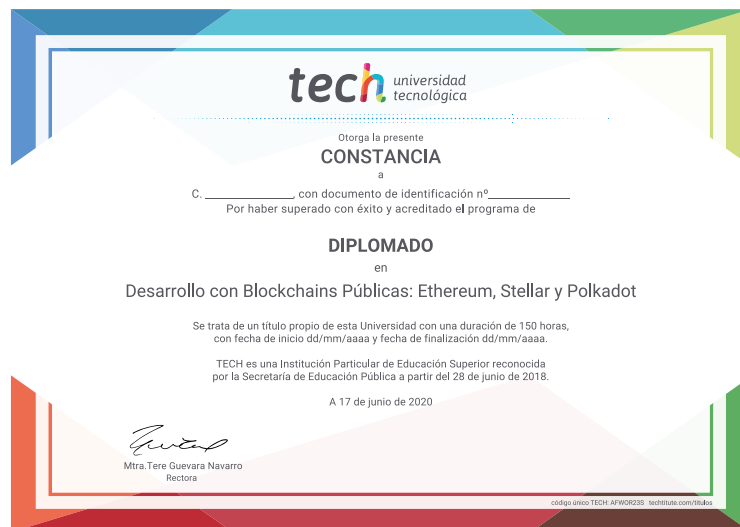 tech universidad
tecnológica
Otorga la presente
CONSTANCIA
a
C. ______________, con documento de identificación nº______________
Por haber superado con éxito y acreditado el programa de
DIPLOMADO
en
Desarrollo con Blockchains Públicas: Ethereum, Stellar y Polkadot
Se trata de un título propio de esta Universidad con una duración de 150 horas,
con fecha de inicio dd/mm/aaaa y fecha de finalización dd/mm/aaaa.
TECH es una Institución Particular de Educación Superior reconocida
por la Secretaría de Educación Pública a partir del 28 de junio de 2018.
A 17 de junio de 2020
Mtra.Tere Guevara Navarro
Rectora
código único TECH: AFWOR23S techtitute.com/titulos